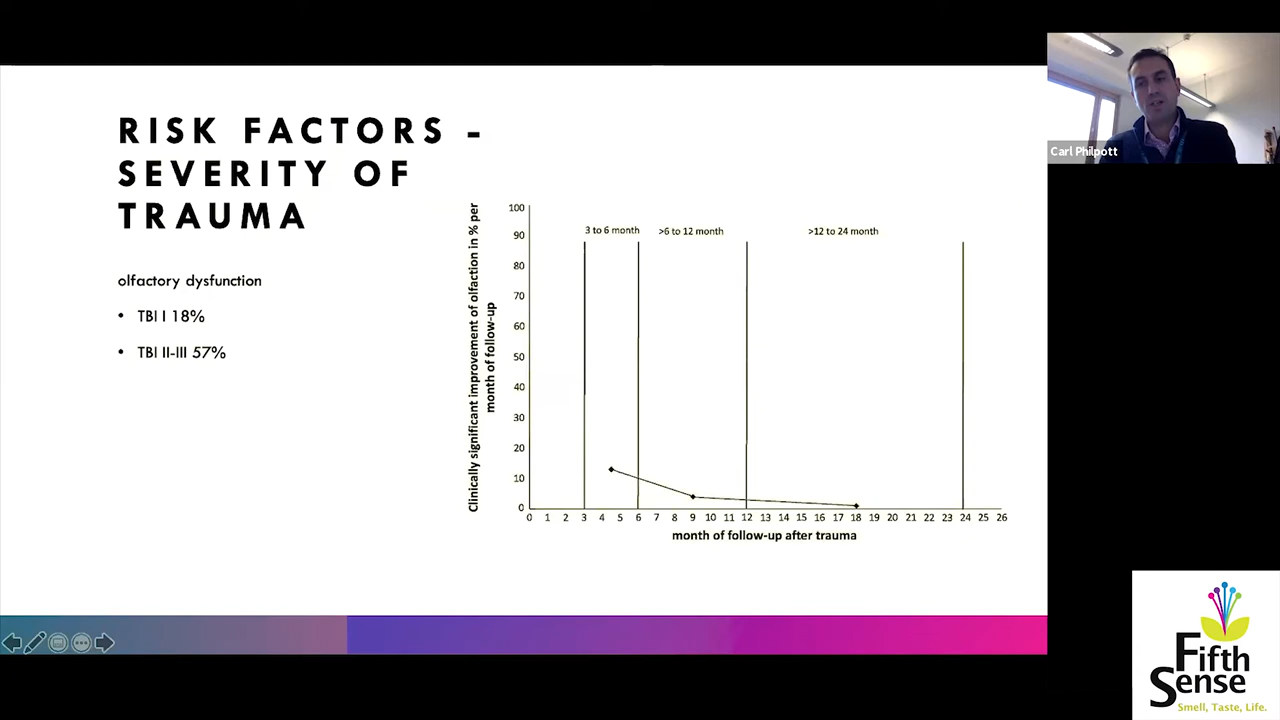 RISK FACTORS -
SEVERITY OF
TRAUMA
olfactory dysfunction
• TBI I 18%
• TBI II-III 57%
Clinically significant improvement of olfaction in % per
month of follow-up
100
90
80
70
60
50
40
30
20
10
0
3 to 6 month
>6 to 12 month
>12 to 24 month
0 1 2 3 4 5 6 7 8 9 10 11 12 13 14 15 16 17 18 19 20 21 22 23 24 25 26
month of follow-up after trauma
Carl Philpott
Fifth
Sense
Smell, Taste, Life.